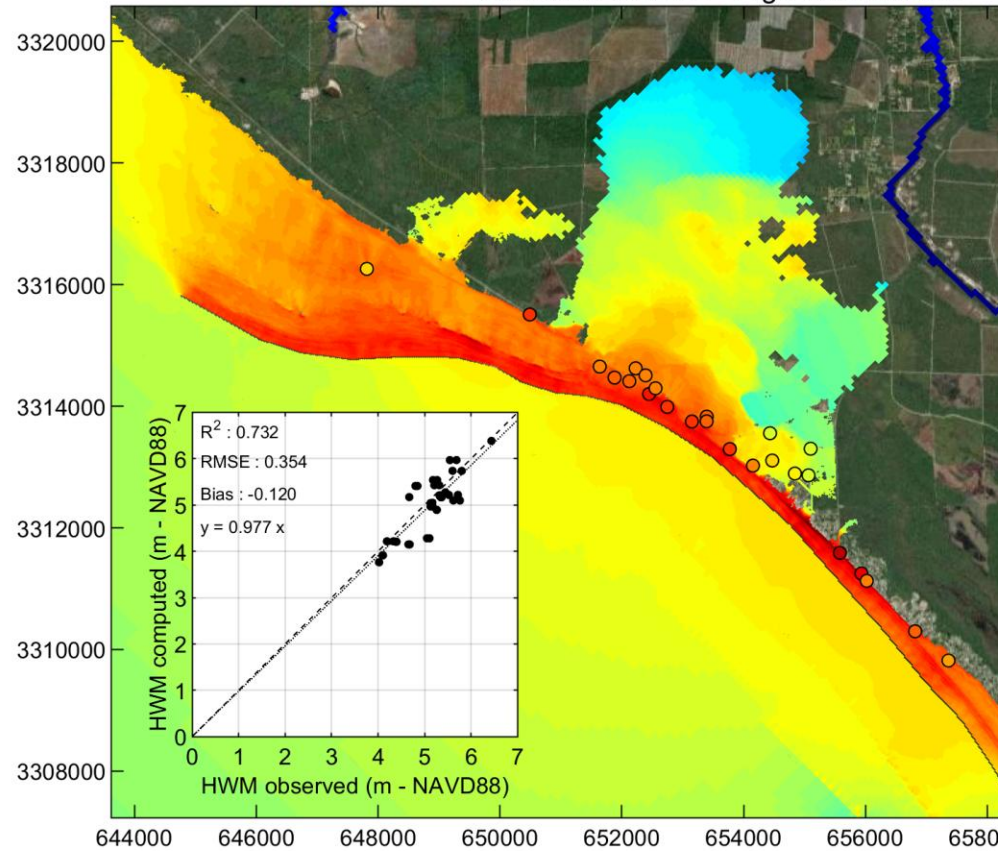 3320000
3318000
3316000
3314000
3312000
3310000
3308000
7
6
5
4
3
2
1
0
HWM computed (m - NAVD88)
R² : 0.732
RMSE : 0.354
Bias : -0.120
y = 0.977 x
0 1 2 3 4 5 6 7
HWM observed (m - NAVD88)
644000 646000 648000 650000 652000 654000 656000